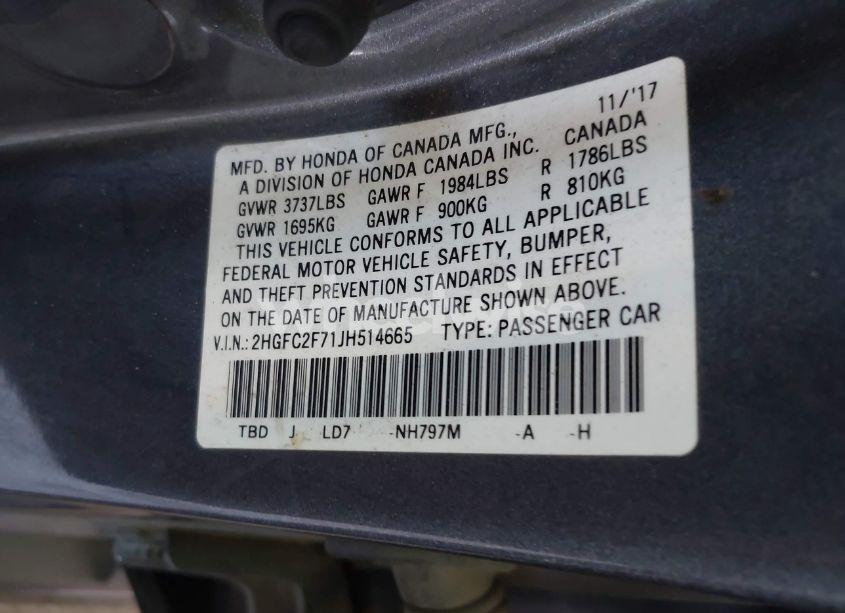 11/'17
MFD. BY HONDA OF CANADA MFG., CANADA
A DIVISION OF HONDA CANADA INC.
GVWR 3737LBS GAWR F 1984LBS R 1786LBS
GVWR 1695KG GAWR F 900KG R 810KG
THIS VEHICLE CONFORMS TO ALL APPLICABLE
FEDERAL MOTOR VEHICLE SAFETY, BUMPER,
AND THEFT PREVENTION STANDARDS IN EFFECT
ON THE DATE OF MANUFACTURE SHOWN ABOVE.
V.I.N.: 2HGFC2F71JH514665 TYPE: PASSENGER CAR
TBD J LD7 -NH797M -A -H